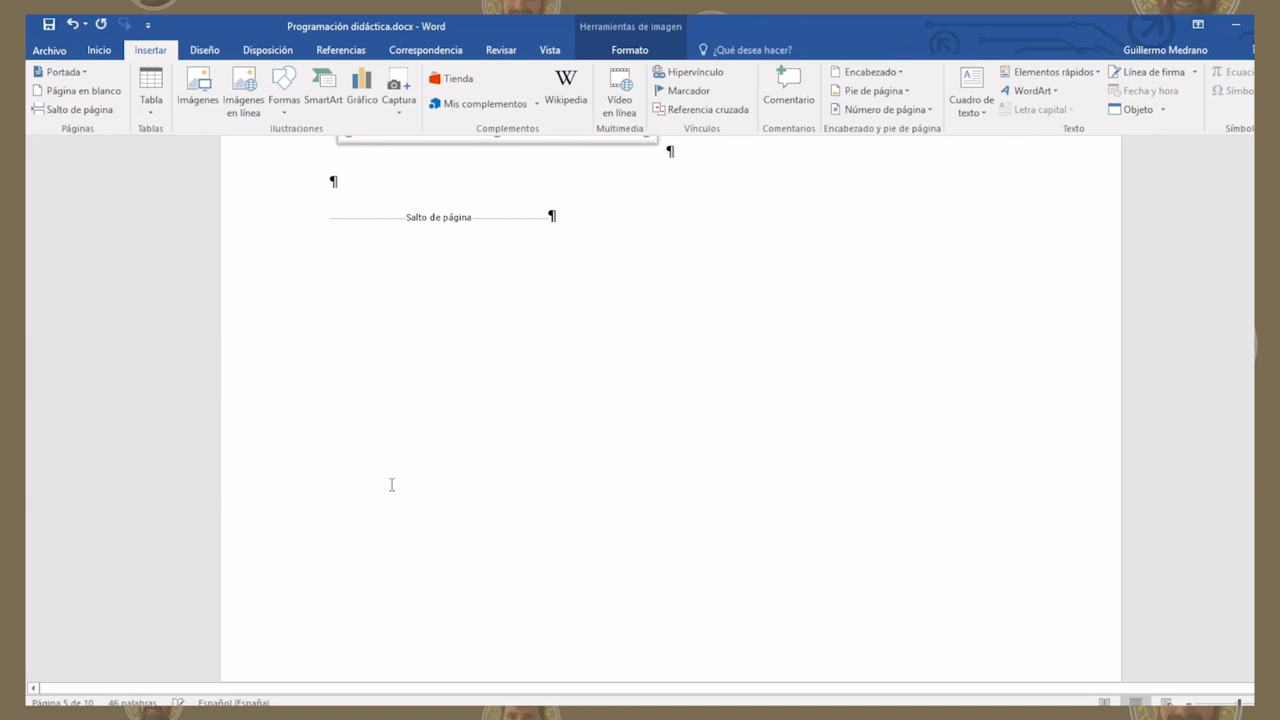 Programación didáctica.docx - Word
Herramientas de imagen
Archivo Inicio Insertar Diseño Disposición Referencias Correspondencia Revisar Vista Formato ¿Qué desea hacer? Guillermo Medrano
Portada
Página en blanco
Salto de página
Páginas
Tabla
Tablas
Imágenes
Imágenes en línea
Formas
SmartArt
Gráfico
Captura
Ilustraciones
Tienda
Mis complementos
W
Wikipedia
Complementos
Vídeo en línea
Multimedia
Hipervínculo
Marcador
Referencia cruzada
Vínculos
Comentario
Comentarios
Encabezado
Pie de página
Número de página
Encabezado y pie de página
Cuadro de texto
Elementos rápidos
WordArt
Letra capital
Línea de firma
Fecha y hora
Objeto
Texto
π Ecuaci
Ω Símbo
Símbol
¶
¶
Salto de página ¶
Página 5 de 10 46 palabras Español (España)